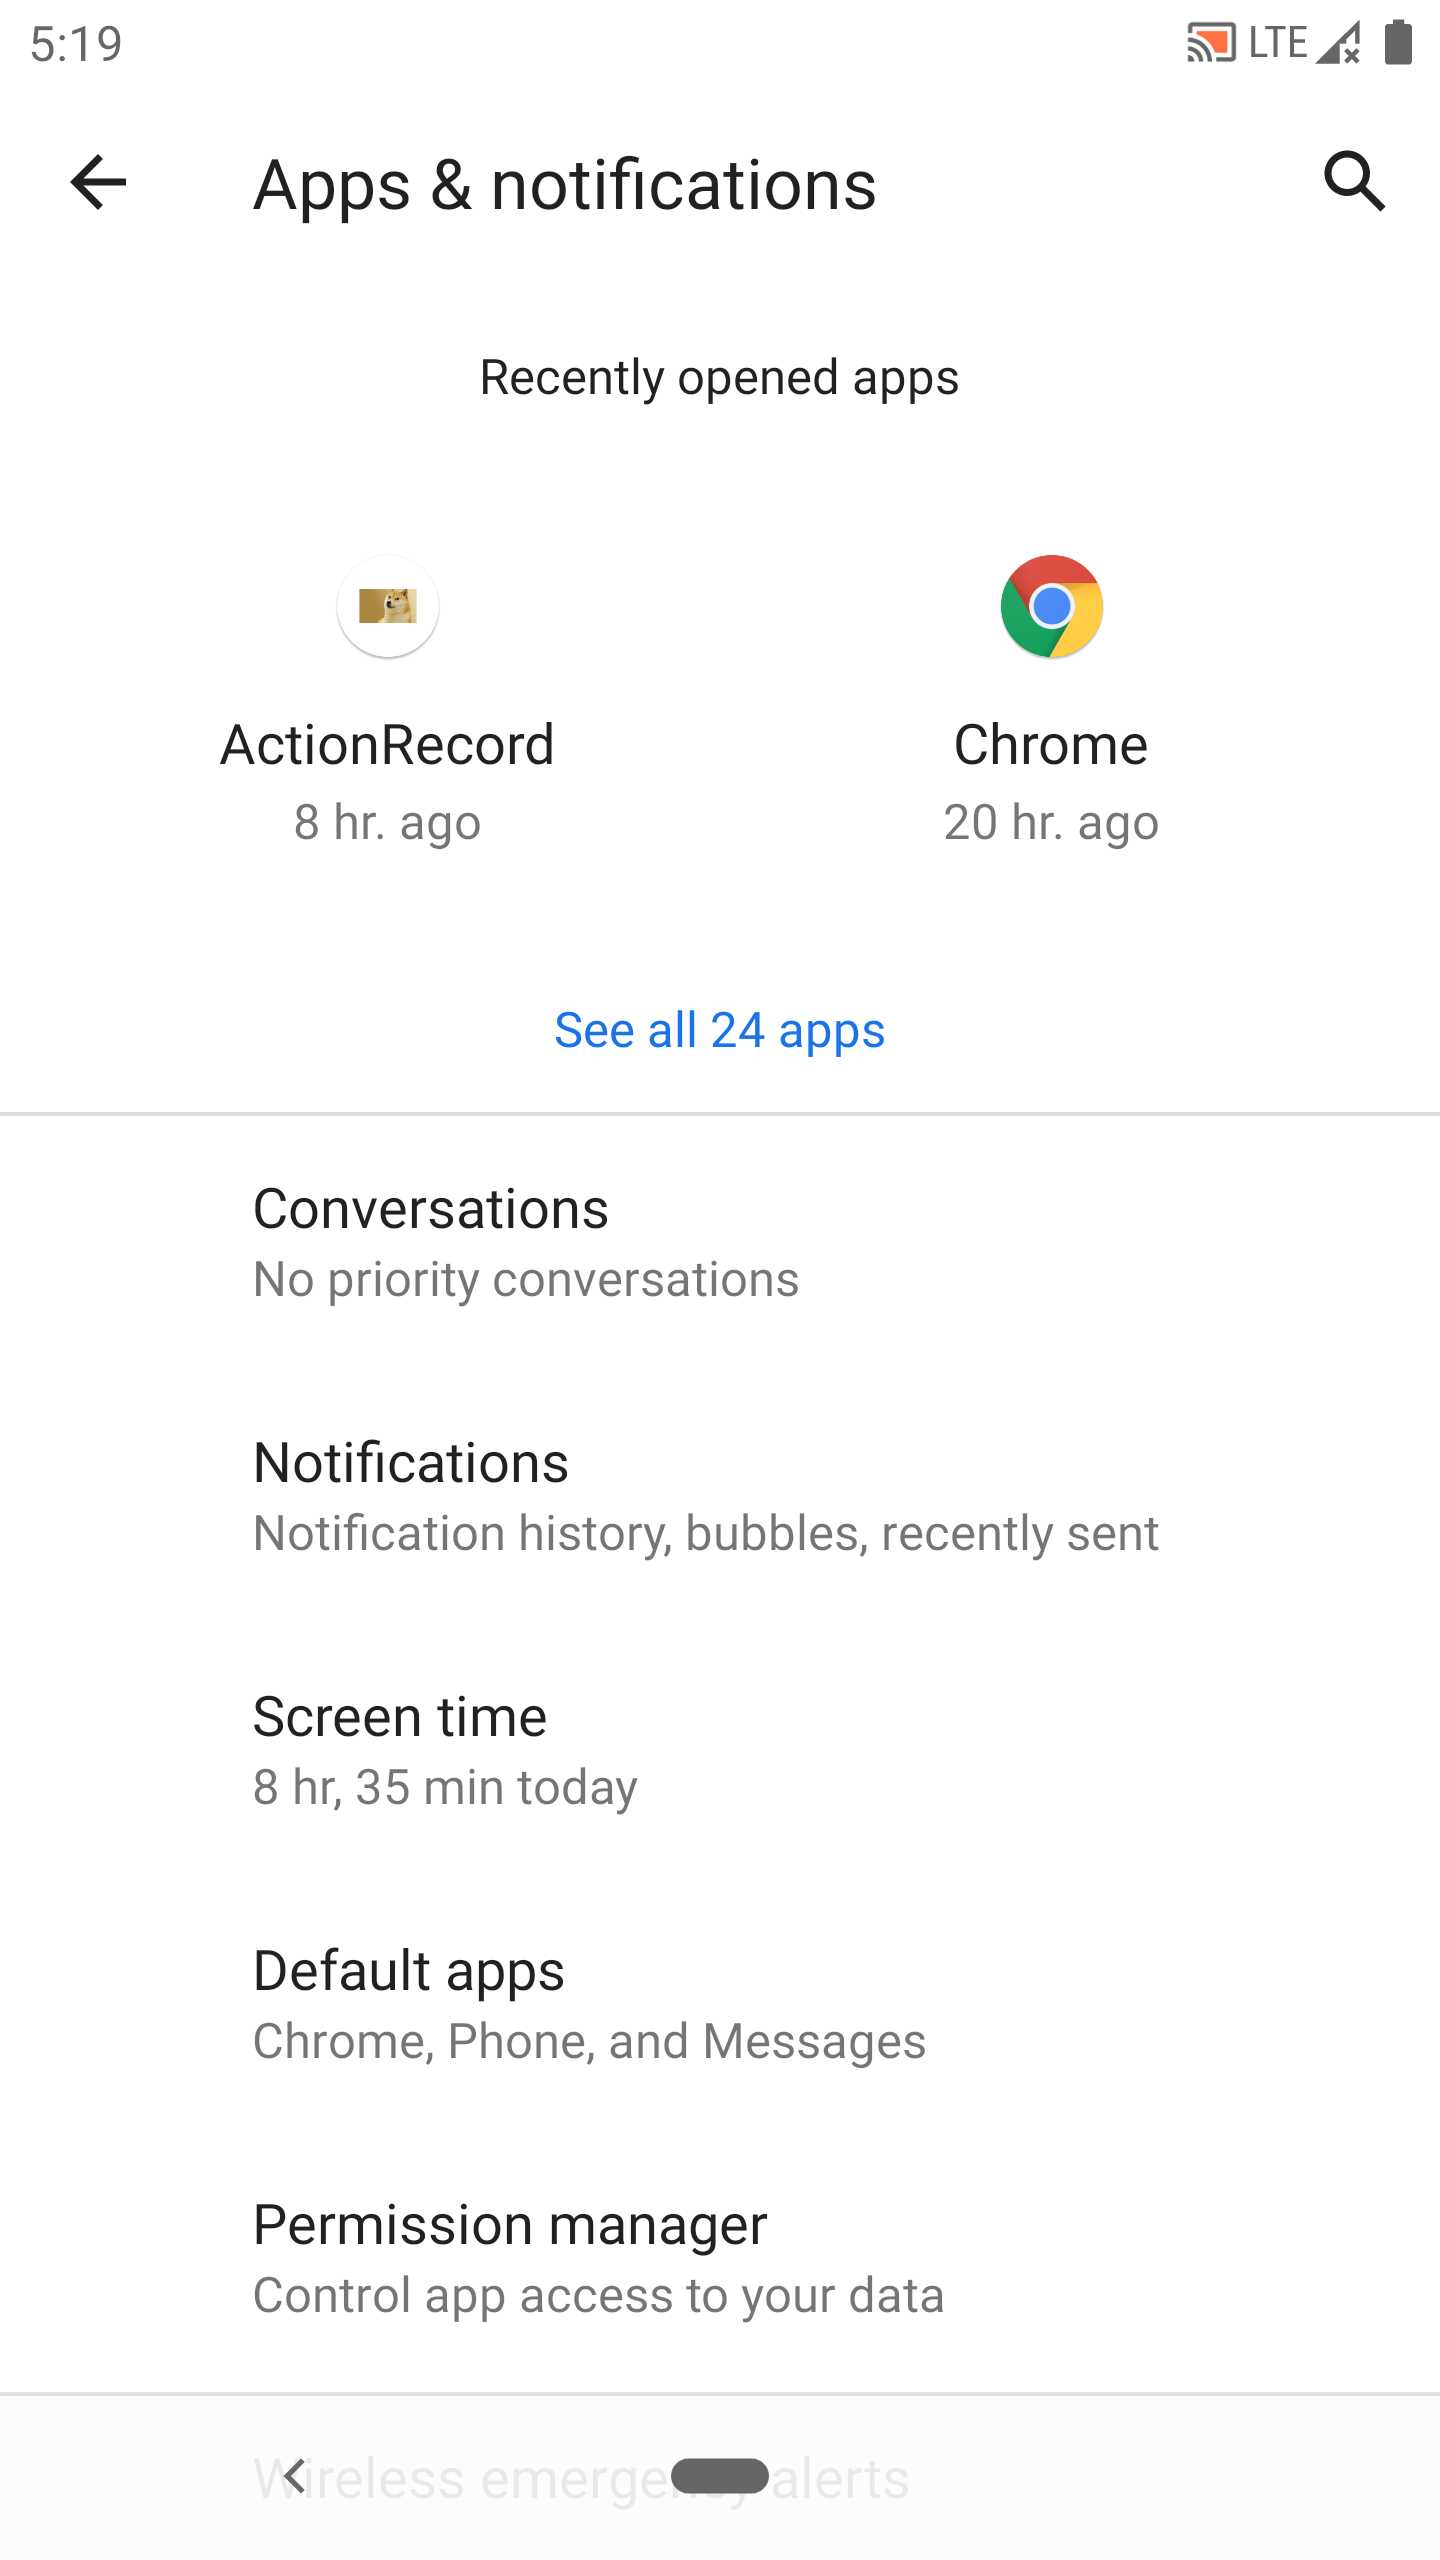 5:19
LTE
Apps & notifications
Recently opened apps
ActionRecord
Chrome
8 hr. ago
20 hr. ago
See all 24 apps
Conversations
No priority conversations
Notifications
Notification history, bubbles, recently sent
Screen time
8 hr, 35 min today
Default apps
Chrome, Phone, and Messages
Permission manager
Control app access to your data
Wireless emergency alerts